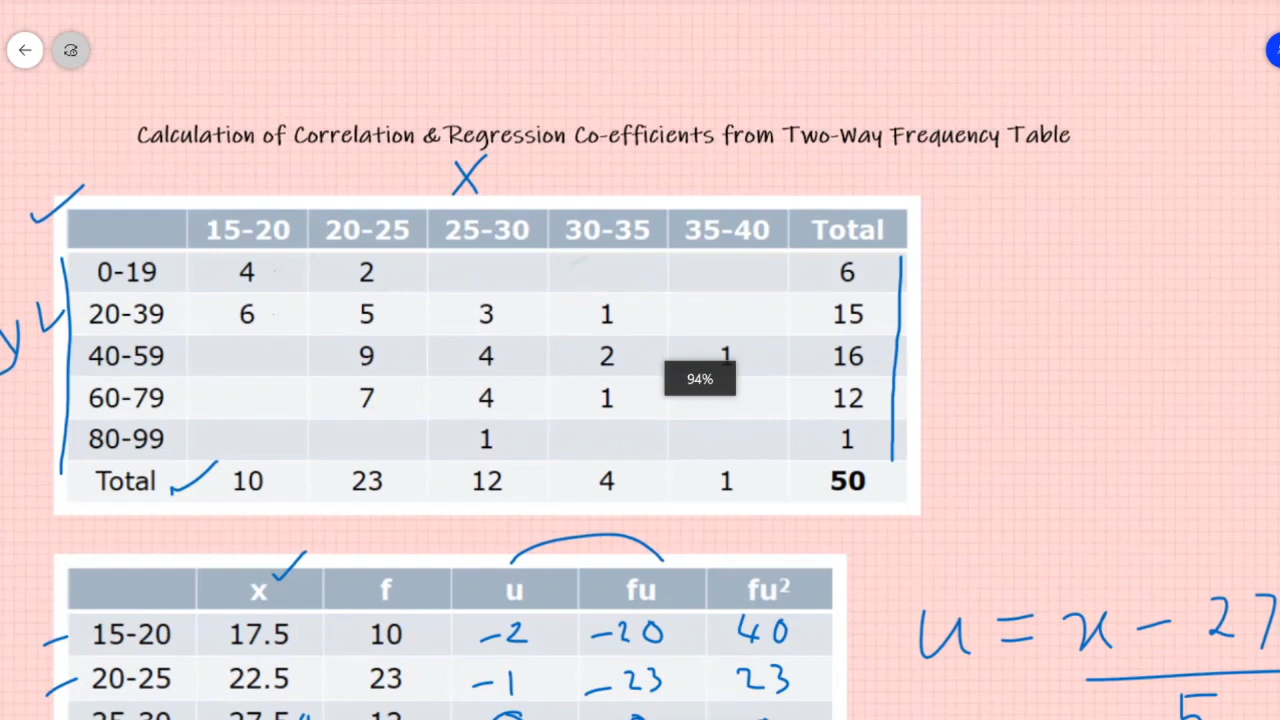 Calculation of Correlation & Regression Co-efficients from Two-Way Frequency Table
X
15-20 20-25 25-30 30-35 35-40 Total
0-19 4 2 6
20-39 6 5 3 1 15
y
40-59 9 4 2 1 16
94%
60-79 7 4 1 12
80-99 1 1
Total 10 23 12 4 1 50
x f u fu fu²
15-20 17.5 10 -2 -20 40
u = x - 27
5
20-25 22.5 23 -1 -23 23